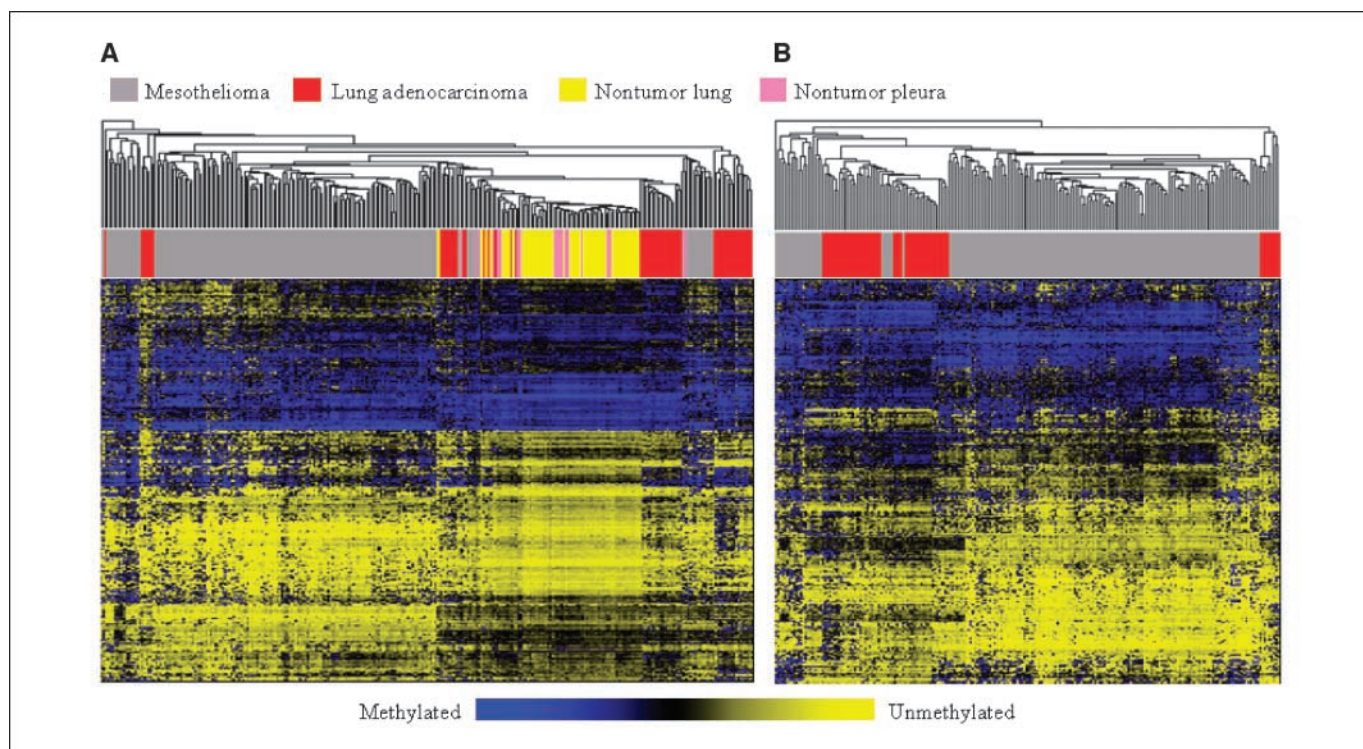 A
B
Mesothelioma Lung adenocarcinoma Nontumor lung Nontumor pleura
Methylated Unmethylated